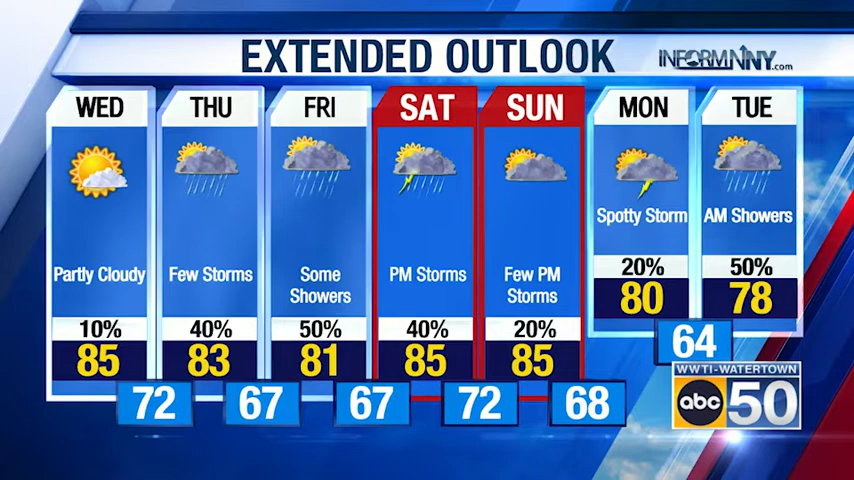 EXTENDED OUTLOOK
INFORMNNY.com
WED
THU
FRI
SAT
SUN
MON
TUE
Partly Cloudy
Few Storms
Some
Showers
PM Storms
Few PM
Storms
Spotty Storm
AM Showers
10%
40%
50%
40%
20%
20%
50%
85
83
81
85
85
80
78
72
67
67
72
68
64
WWTI-WATERTOWN
abc
50